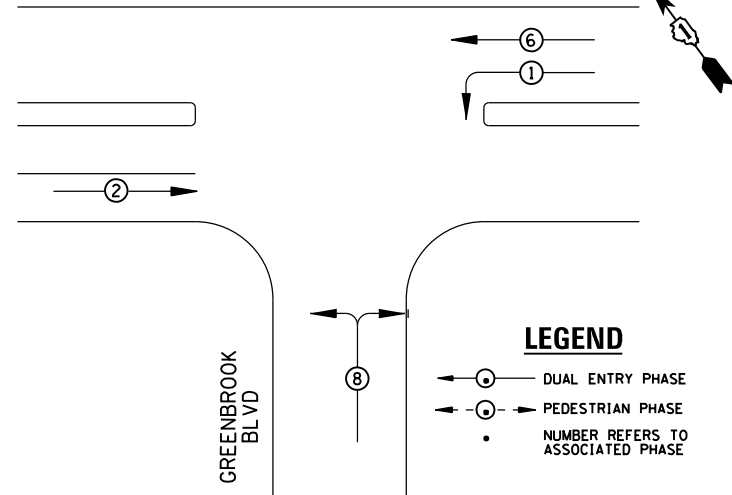 6
1
2
8
GREENBROOK
BLVD
LEGEND
DUAL ENTRY PHASE
PEDESTRIAN PHASE
NUMBER REFERS TO
ASSOCIATED PHASE